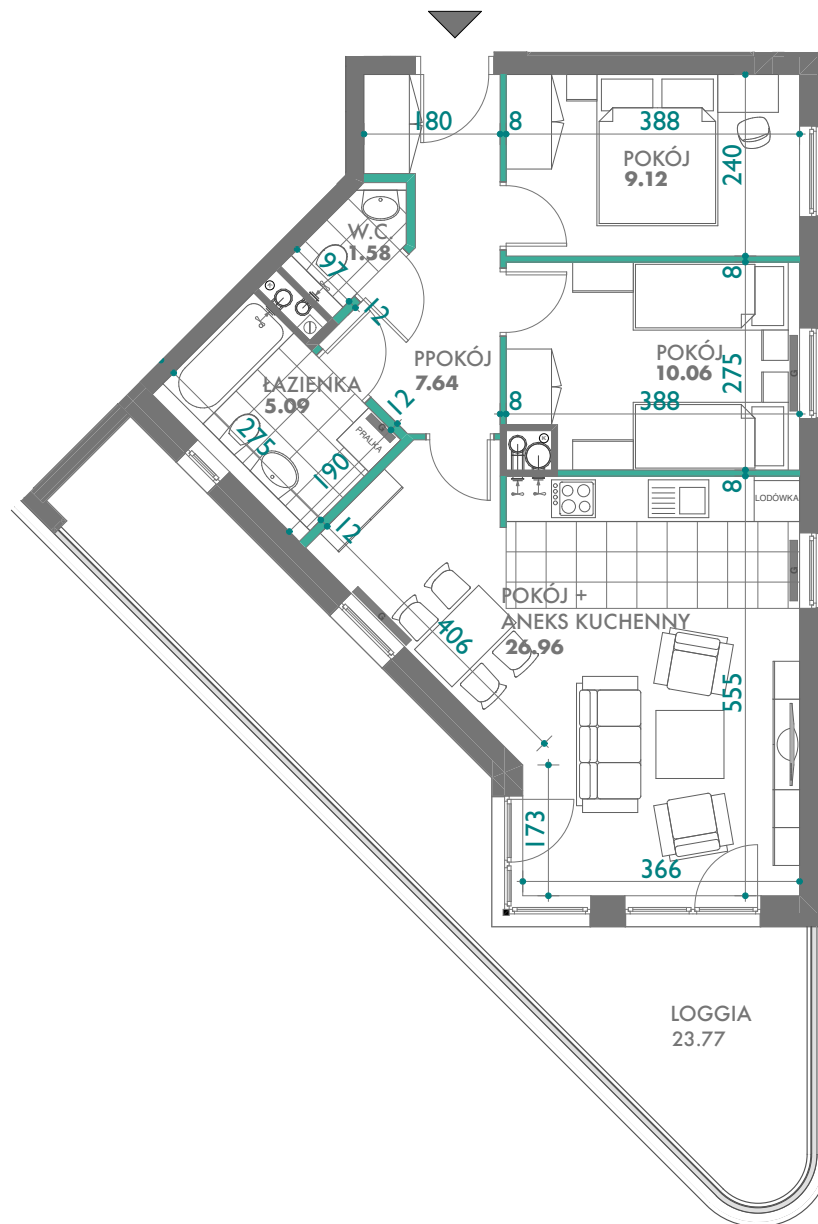 180
8
388
POKÓJ
9.12
240
W.C.
1.58
97
12
8
PPOKÓJ
7.64
POKÓJ
10.06
275
G
ŁAZIENKA
5.09
12
8
388
G
PRALKA
275
190
12
8
LODÓWKA
G
POKÓJ +
ANEKS KUCHENNY
26.96
G
406
555
173
366
LOGGIA
23.77